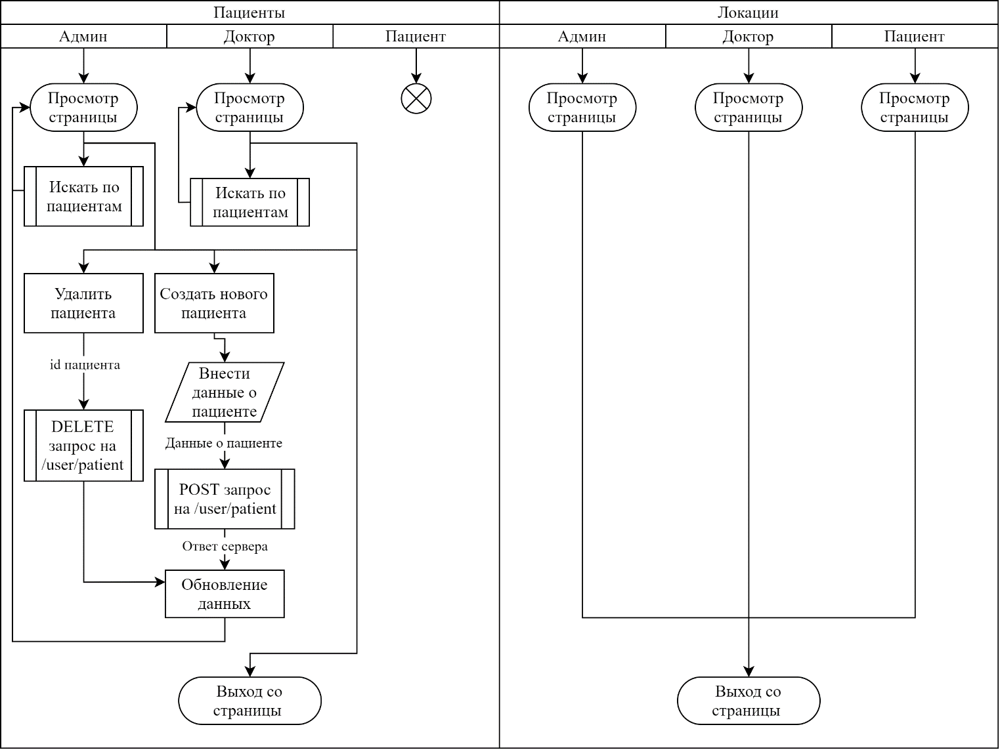 Пациенты
Локации
Админ
Доктор
Пациент
Админ
Доктор
Пациент
Просмотр
страницы
Просмотр
страницы
Просмотр
страницы
Просмотр
страницы
Просмотр
страницы
Искать по
пациентам
Искать по
пациентам
Удалить
пациента
Создать нового
пациента
id пациента
Внести
данные о
пациенте
DELETE
запрос на
/user/patient
Данные о пациенте
POST запрос
на /user/patient
Ответ сервера
Обновление
данных
Выход со
страницы
Выход со
страницы